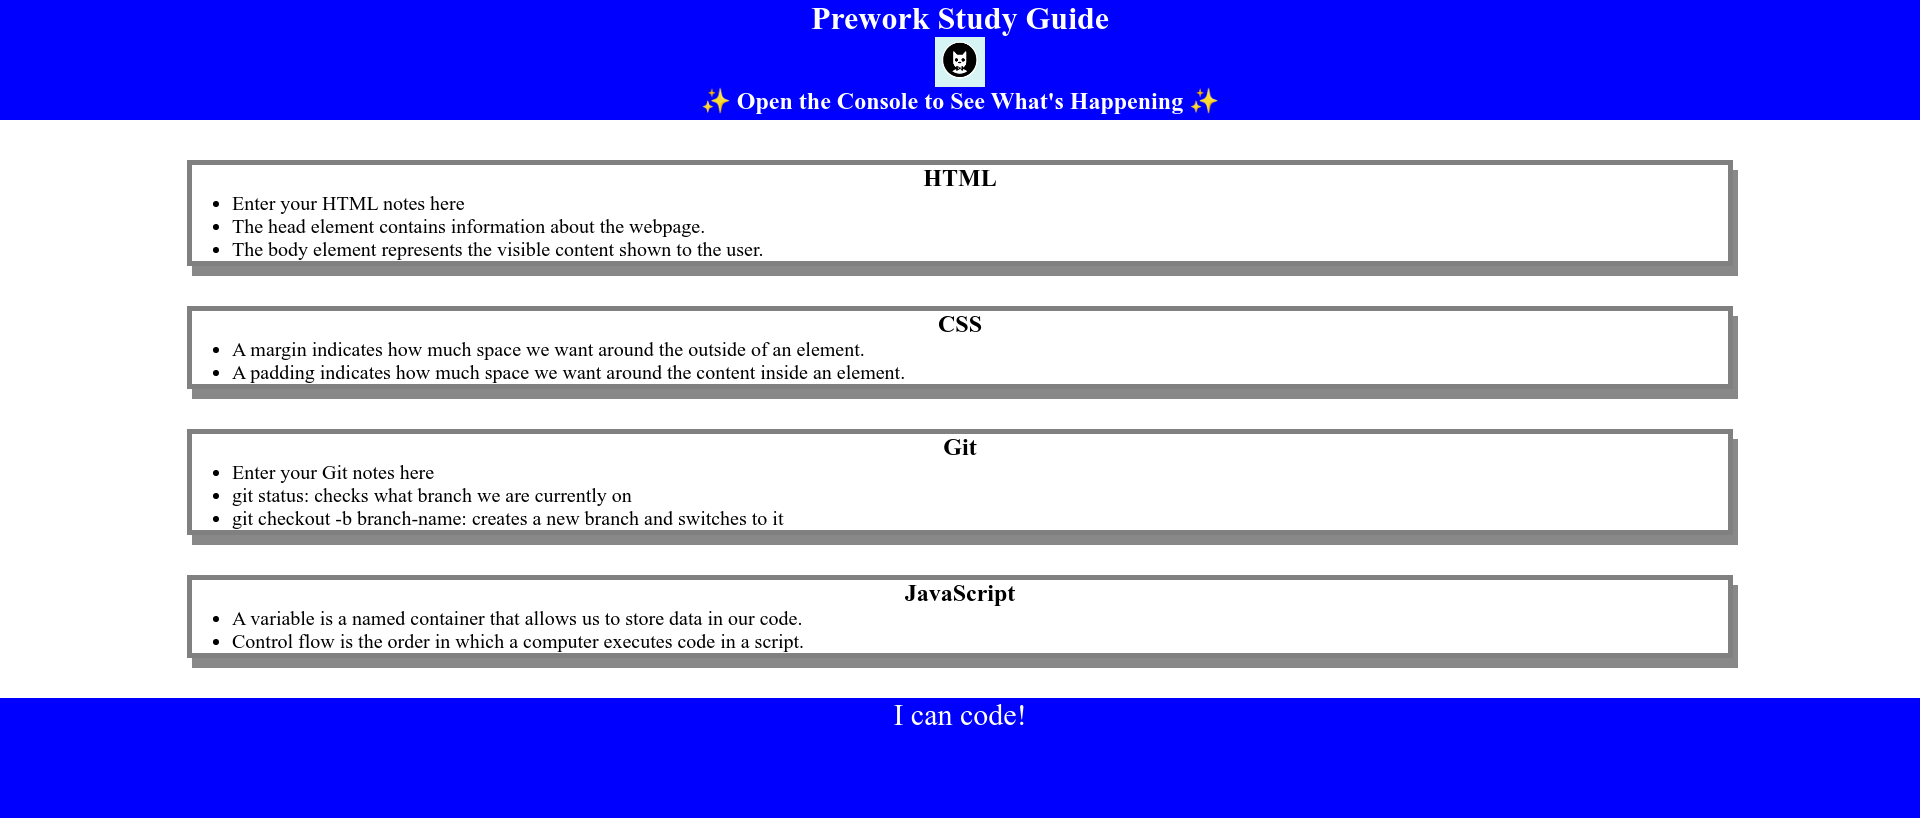 Prework Study Guide
✨ Open the Console to See What's Happening ✨
HTML
• Enter your HTML notes here
• The head element contains information about the webpage.
• The body element represents the visible content shown to the user.
CSS
• A margin indicates how much space we want around the outside of an element.
• A padding indicates how much space we want around the content inside an element.
Git
• Enter your Git notes here
• git status: checks what branch we are currently on
• git checkout -b branch-name: creates a new branch and switches to it
JavaScript
• A variable is a named container that allows us to store data in our code.
• Control flow is the order in which a computer executes code in a script.
I can code!